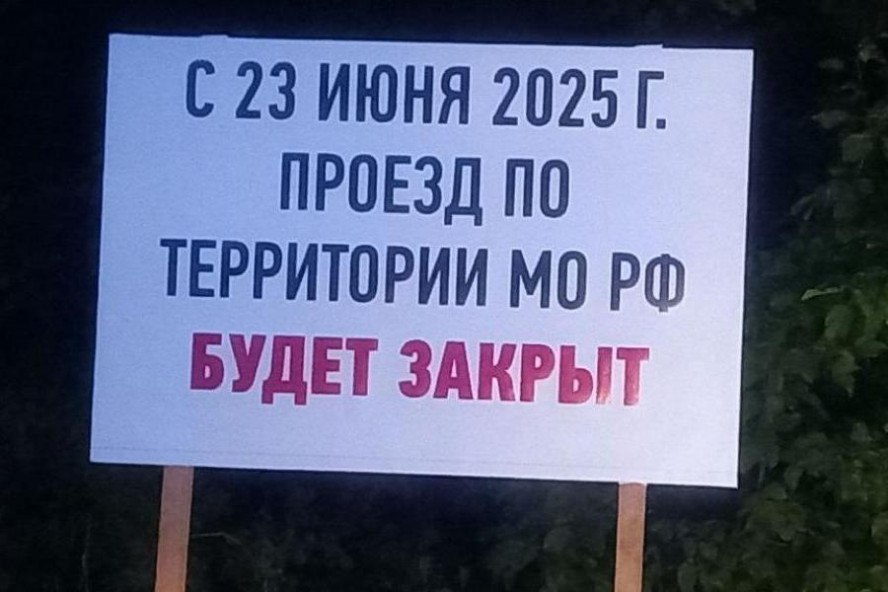 С 23 ИЮНЯ 2025 Г.
ПРОЕЗД ПО
ТЕРРИТОРИИ МО РФ
БУДЕТ ЗАКРЫТ